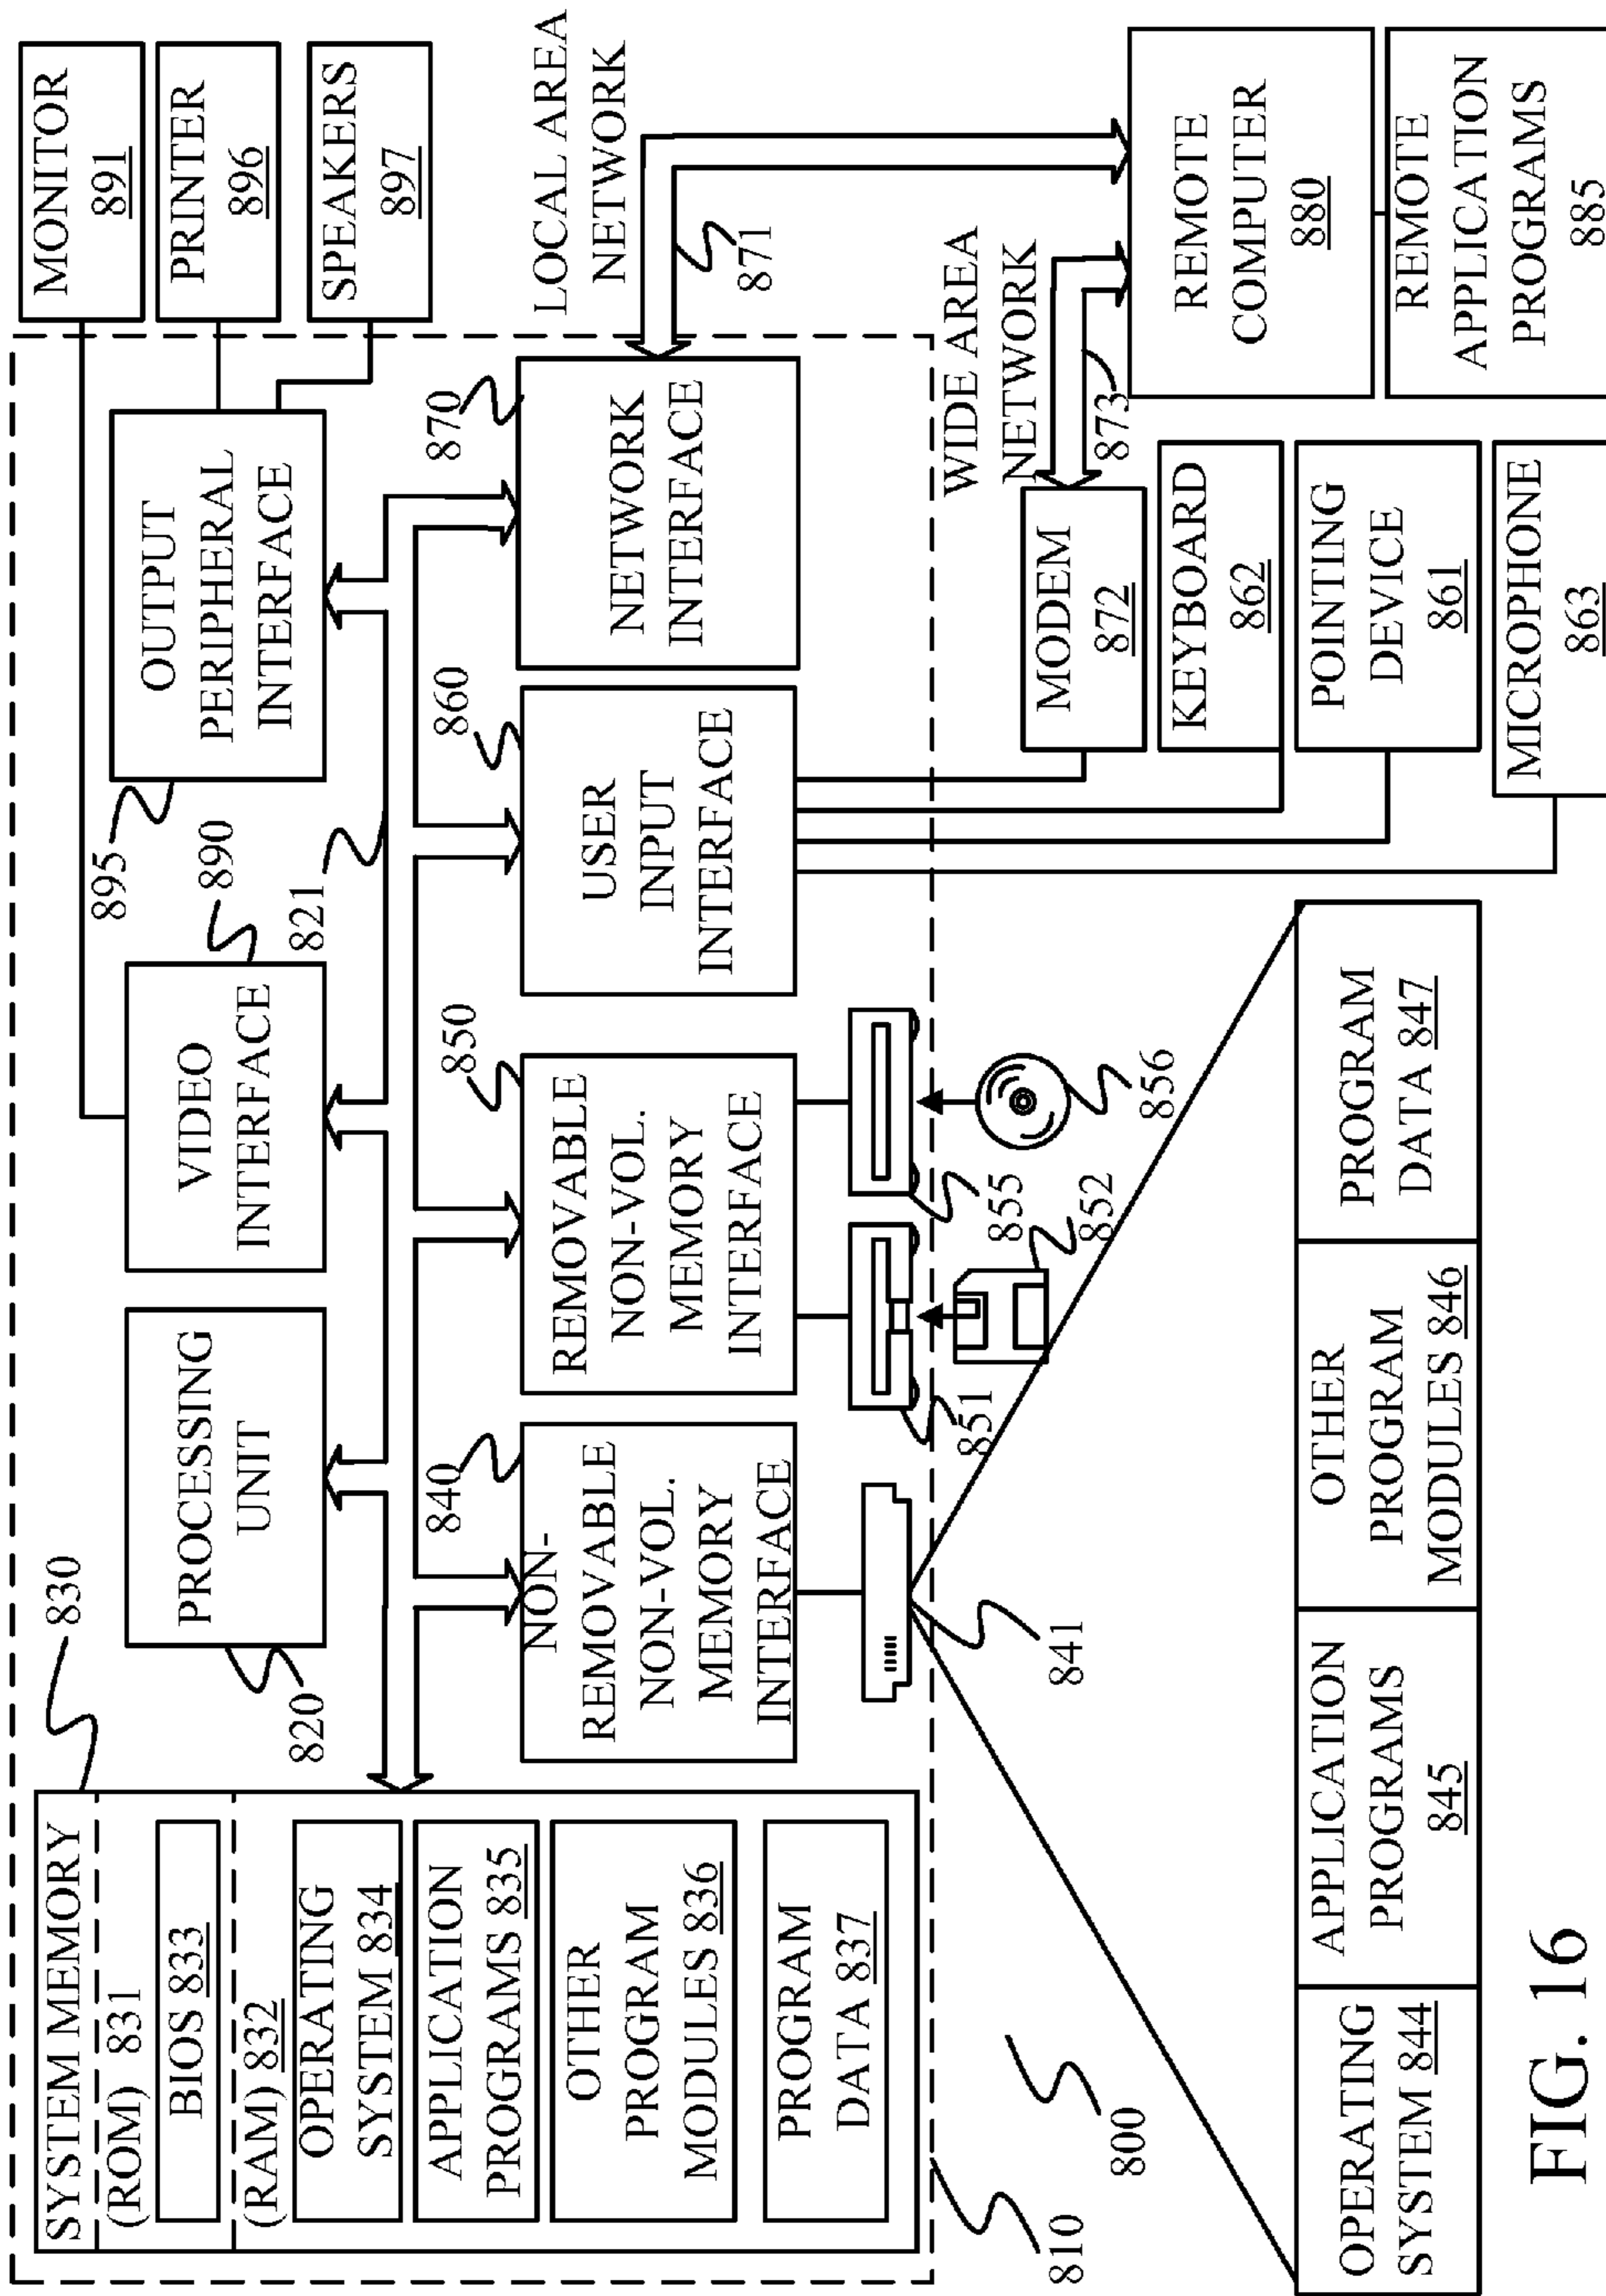 SYSTEM MEMORY
(ROM) 831
BIOS 833
(RAM) 832
OPERATING
SYSTEM 834
APPLICATION
PROGRAMS 835
OTHER
PROGRAM
MODULES 836
PROGRAM
DATA 837
830
820
PROCESSING
UNIT
VIDEO
INTERFACE
890
821
895
OUTPUT
PERIPHERAL
INTERFACE
MONITOR
891
PRINTER
896
SPEAKERS
897
840
NON-
REMOVABLE
NON-VOL.
MEMORY
INTERFACE
850
REMOVABLE
NON-VOL.
MEMORY
INTERFACE
860
USER
INPUT
INTERFACE
870
NETWORK
INTERFACE
LOCAL AREA
NETWORK
871
810
800
841
851
852
855
856
WIDE AREA
NETWORK
873
MODEM
872
KEYBOARD
862
POINTING
DEVICE
861
MICROPHONE
863
REMOTE
COMPUTER
880
REMOTE
APPLICATION
PROGRAMS
885
OPERATING
SYSTEM 844
APPLICATION
PROGRAMS
845
OTHER
PROGRAM
MODULES 846
PROGRAM
DATA 847
FIG. 16